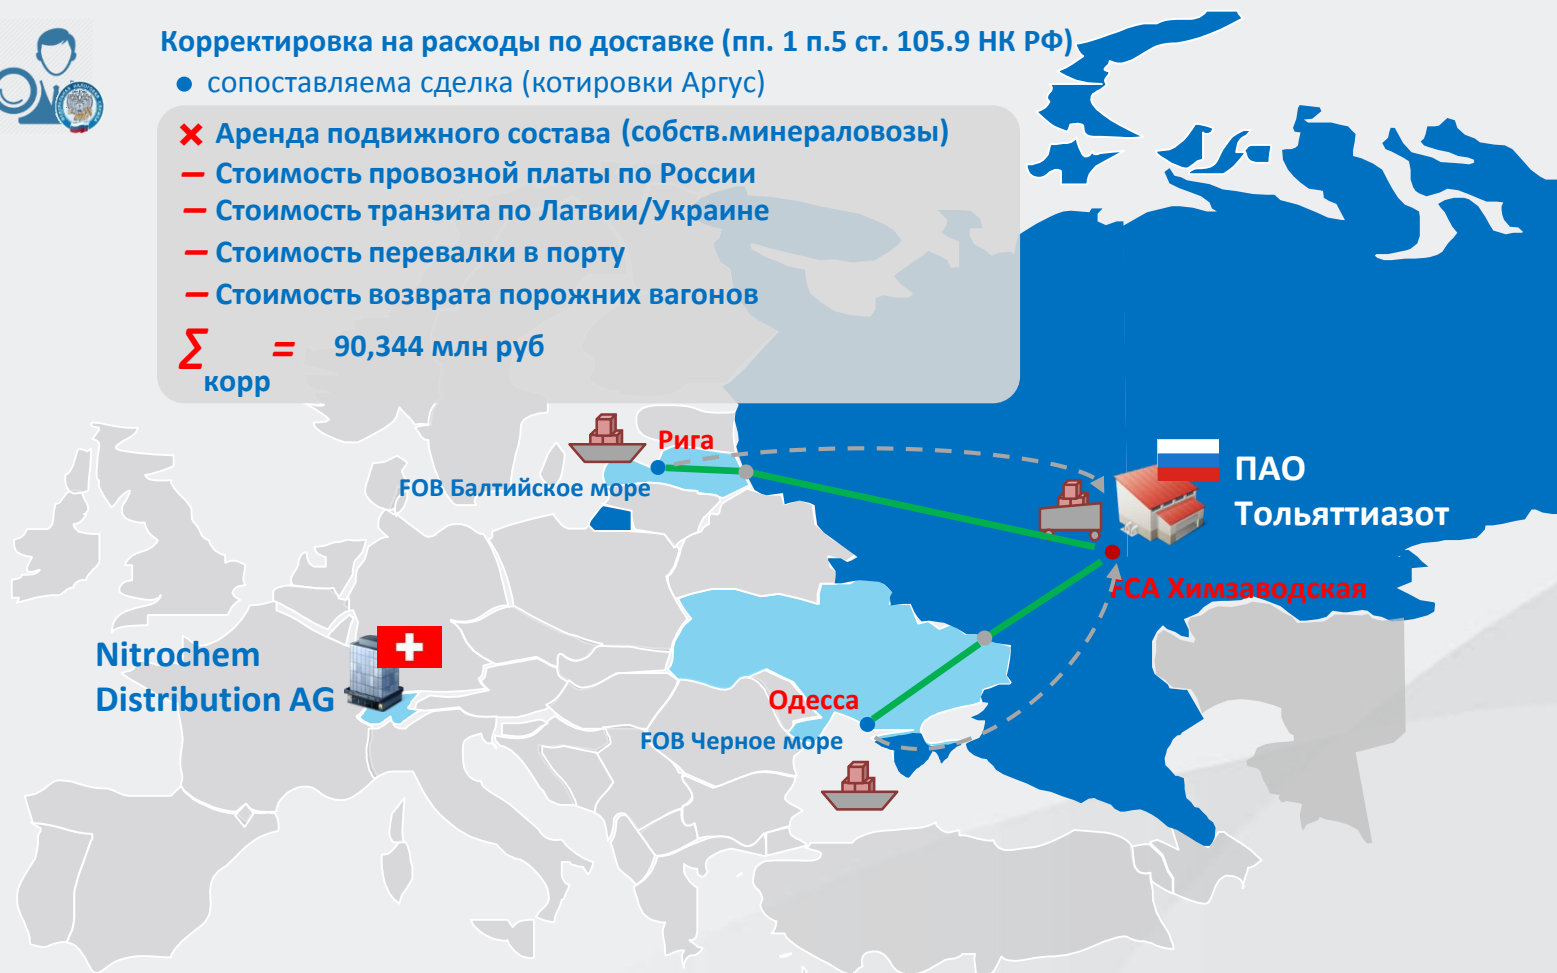 Корректировка на расходы по доставке (пп. 1 п.5 ст. 105.9 НК РФ)
● сопоставляема сделка (котировки Аргус)
× Аренда подвижного состава (собств.минераловозы)
– Стоимость провозной платы по России
– Стоимость транзита по Латвии/Украине
– Стоимость перевалки в порту
– Стоимость возврата порожних вагонов
∑ корр = 90,344 млн руб
Рига
FOB Балтийское море
ПАО
Тольяттиазот
FCA Химзаводская
Nitrochem
Distribution AG
Одесса
FOB Черное море